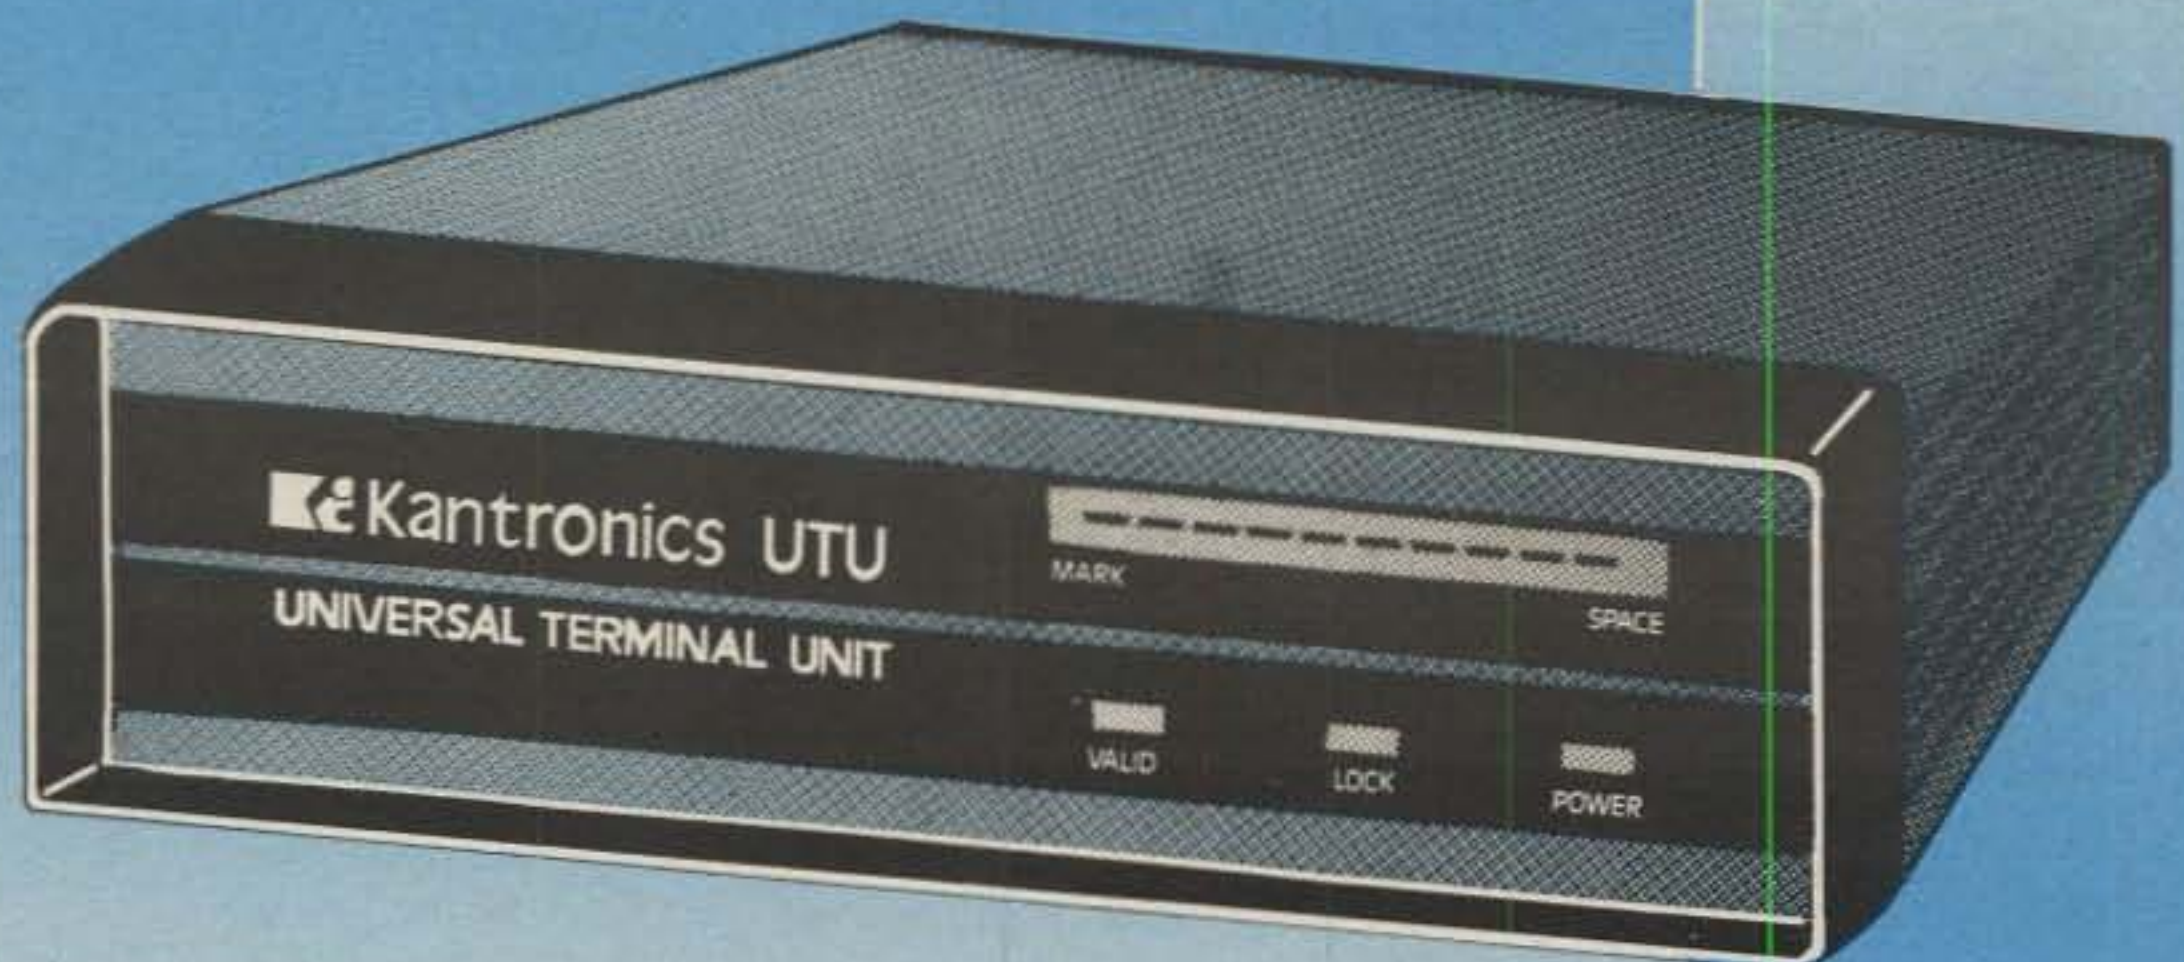 Kantronics UTU
UNIVERSAL TERMINAL UNIT
MARK
SPACE
VALID
LOCK
POWER